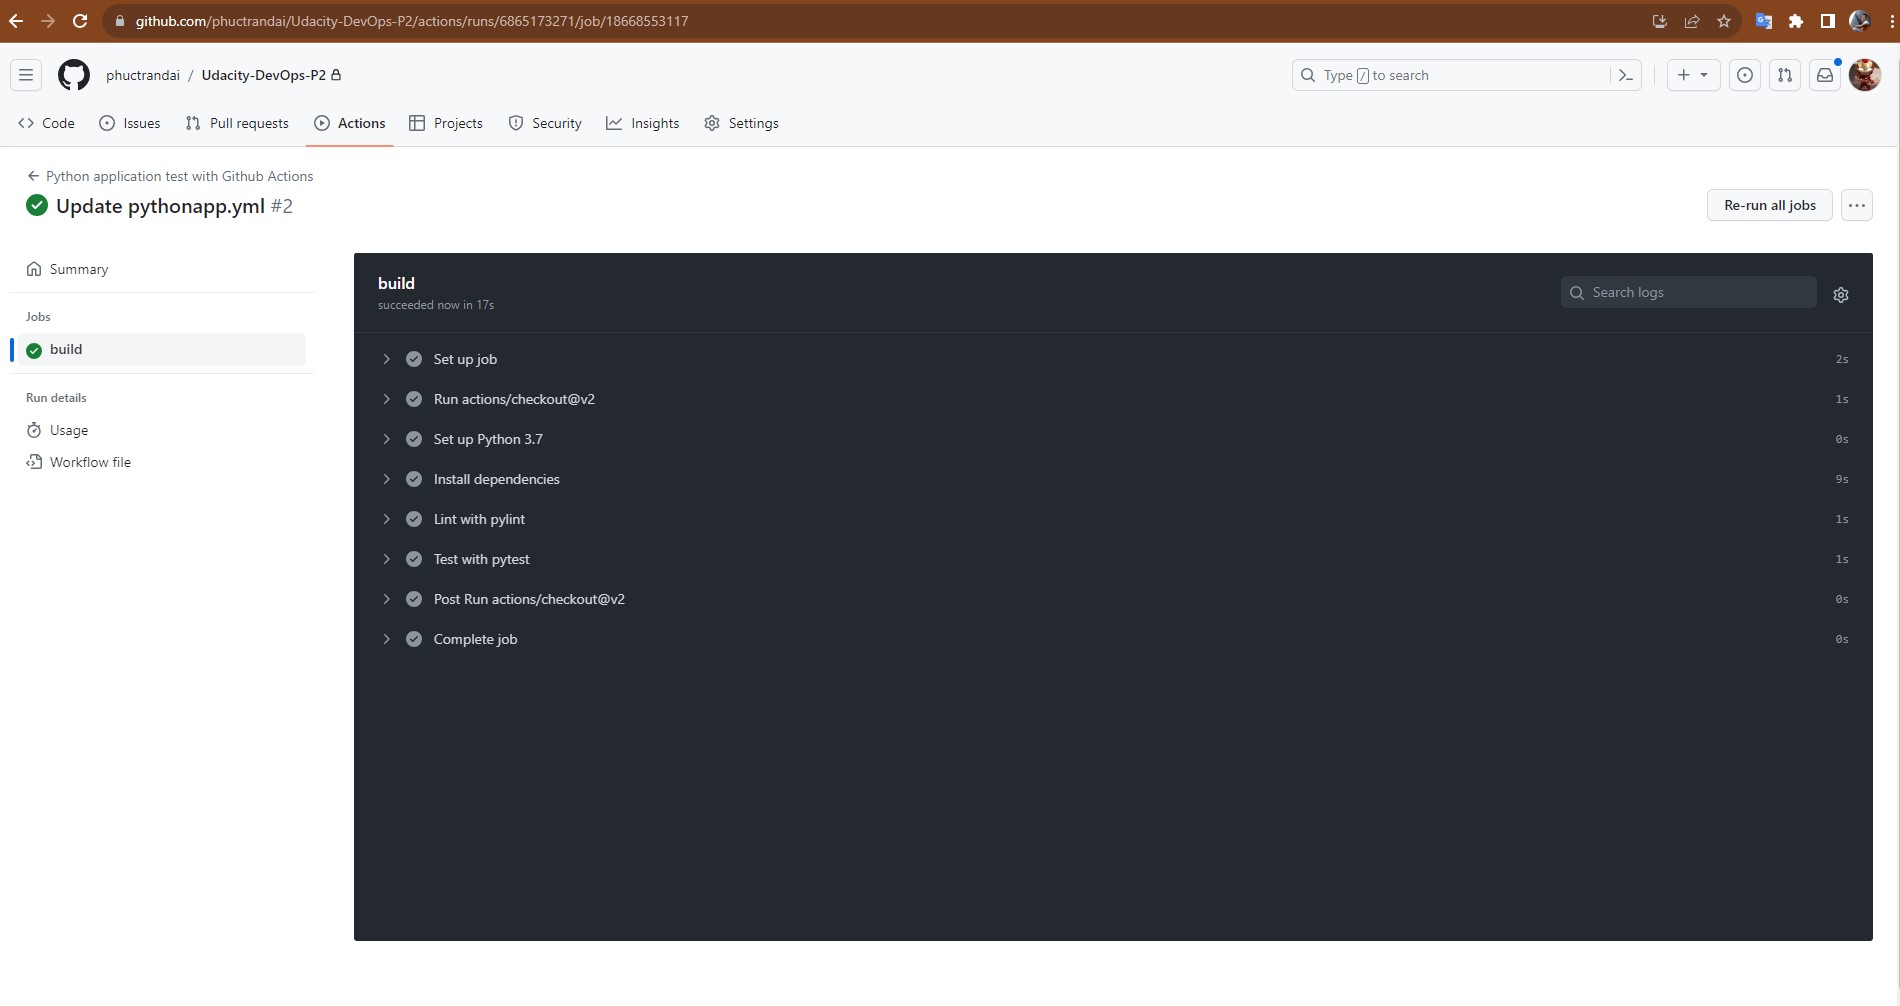 github.com/phuctrandai/Udacity-DevOps-P2/actions/runs/6865173271/job/18668553117
phuctrandai / Udacity-DevOps-P2
Type / to search
Code Issues Pull requests Actions Projects Security Insights Settings
Python application test with Github Actions
Update pythonapp.yml #2
Re-run all jobs
Summary
Jobs
build
Run details
Usage
Workflow file
build
succeeded now in 17s
Search logs
Set up job 2s
Run actions/checkout@v2 1s
Set up Python 3.7 0s
Install dependencies 9s
Lint with pylint 1s
Test with pytest 1s
Post Run actions/checkout@v2 0s
Complete job 0s